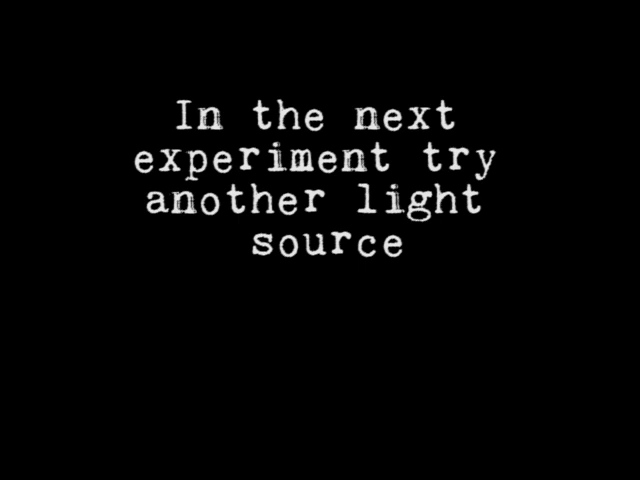 In the next
experiment try
another light
source